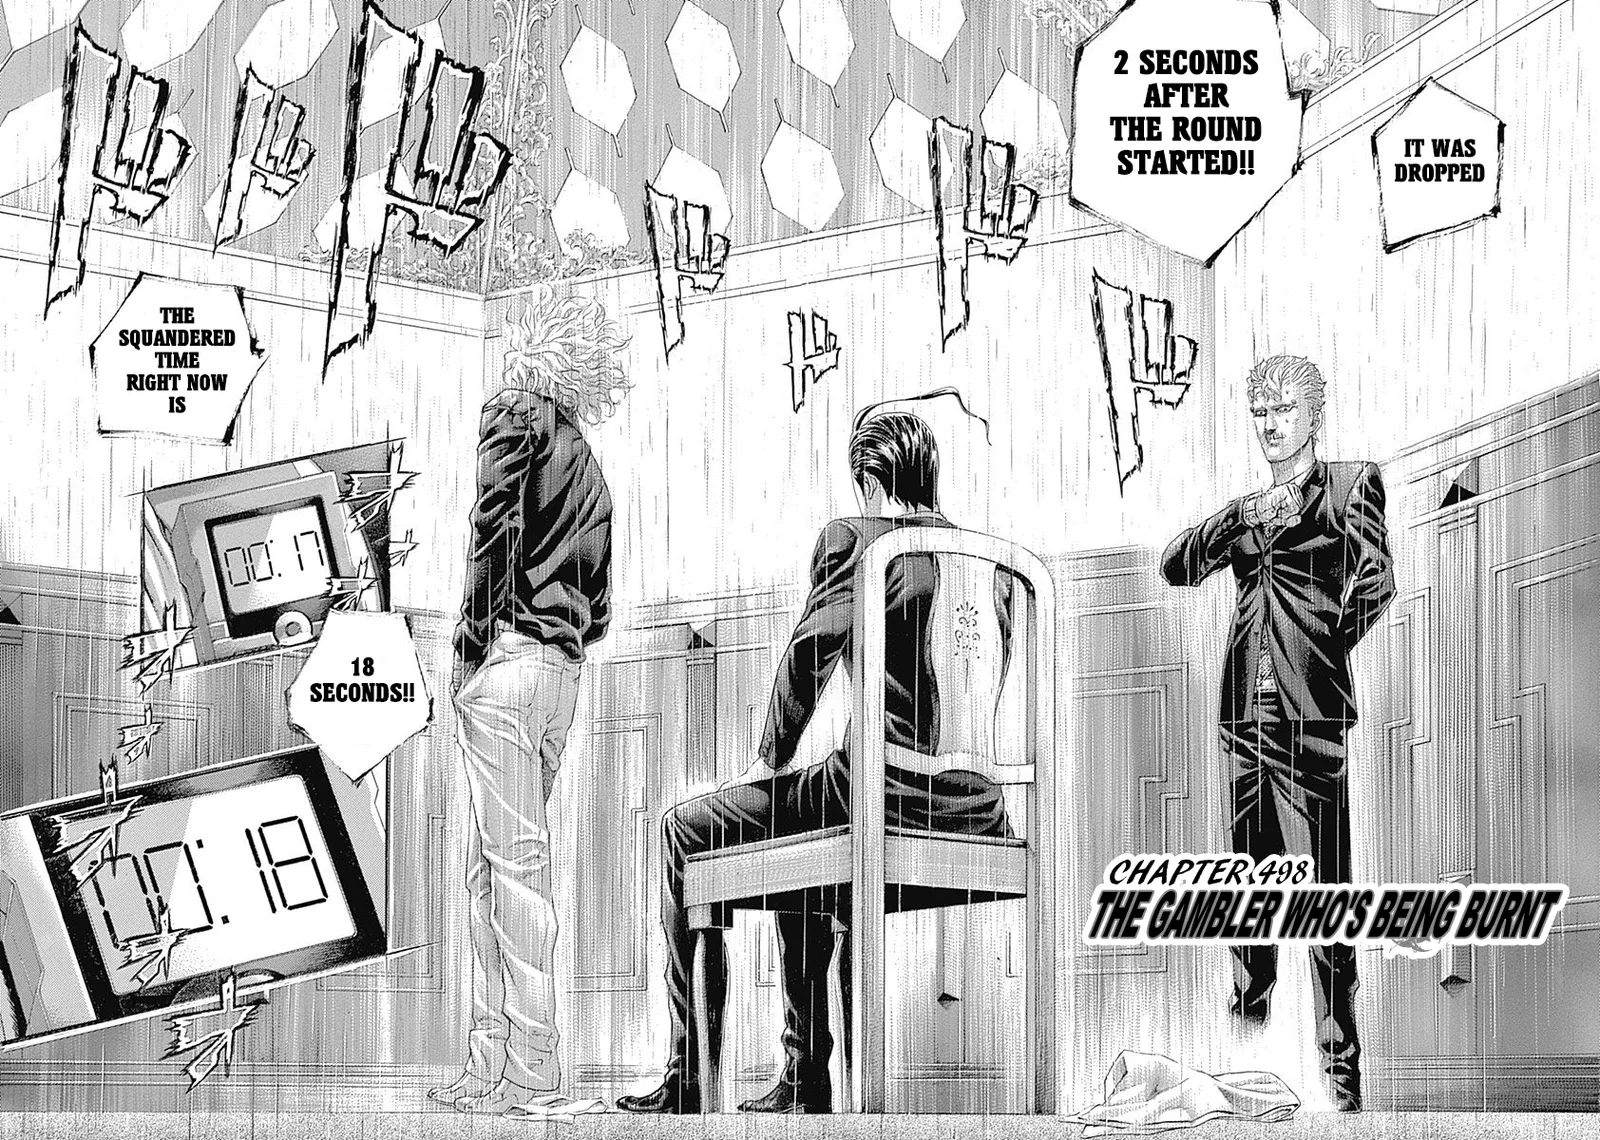 IT WAS
DROPPED
2 SECONDS
AFTER
THE ROUND
STARTED!!
THE
SQUANDERED
TIME
RIGHT NOW
IS
00:17
18
SECONDS!!
00:18
CHAPTER 498
THE GAMBLER WHO'S BEING BURNT